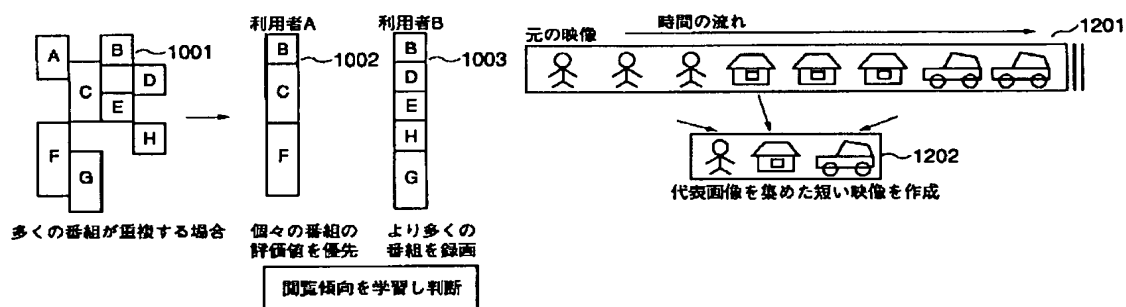 A
B
1001
C
D
E
F
H
G
多くの番組が重複する場合
利用者A
B
1002
C
F
個々の番組の
評価値を優先
利用者B
B
1003
D
E
H
G
より多くの
番組を録画
閲覧傾向を学習し判断
元の映像
時間の流れ
1201
1202
代表画像を集めた短い映像を作成